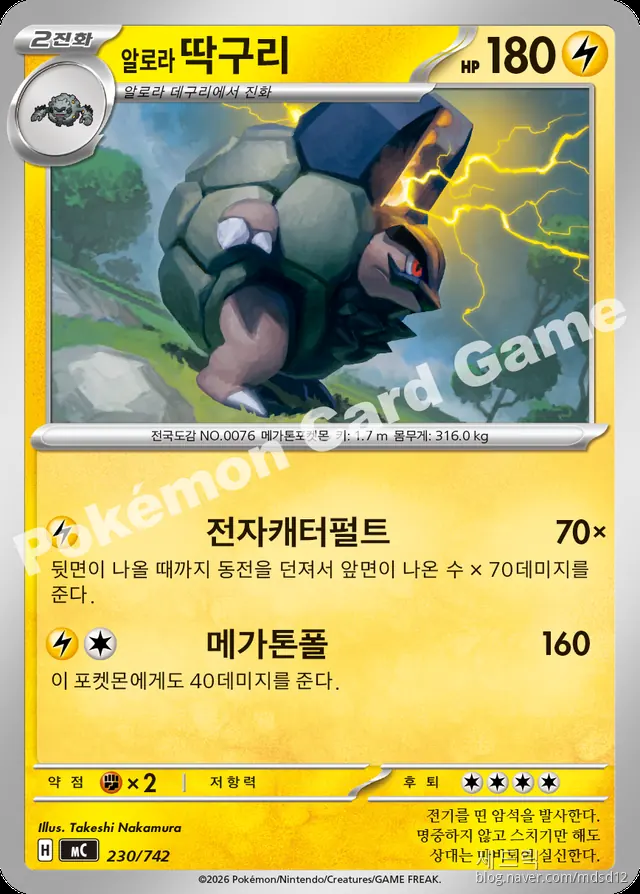 2진화
알로라 딱구리 HP 180
알로라 데구리에서 진화
전국도감 NO.0076 메가톤포켓몬 키: 1.7 m 몸무게: 316.0 kg
Pokémon Card Game
전자캐터펄트 70×
뒷면이 나올 때까지 동전을 던져서 앞면이 나온 수 × 70데미지를
준다.
메가톤폴 160
이 포켓몬에게도 40데미지를 준다.
약점 ×2 저항력 후퇴
전기를 띤 암석을 발사한다.
명중하지 않고 스치기만 해도
상대는 마비되어 실신한다.
Illus. Takeshi Nakamura
H MC 230/742
blog.naver.com/mdsd12
©2026 Pokémon/Nintendo/Creatures/GAME FREAK.